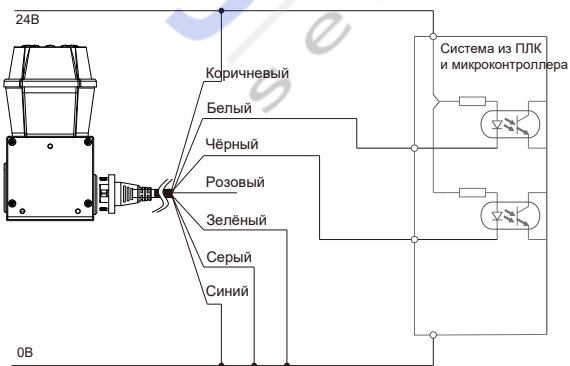 24В
Система из ПЛК
и микроконтроллера
Коричневый
Белый
Чёрный
Розовый
Зелёный
Серый
Синий
0В